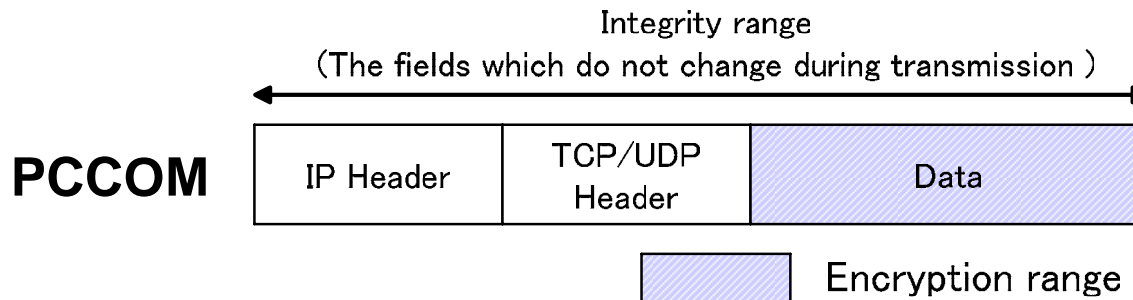 Integrity range
(The fields which do not change during transmission )
PCCOM
IP Header
TCP/UDP
Header
Data
Encryption range